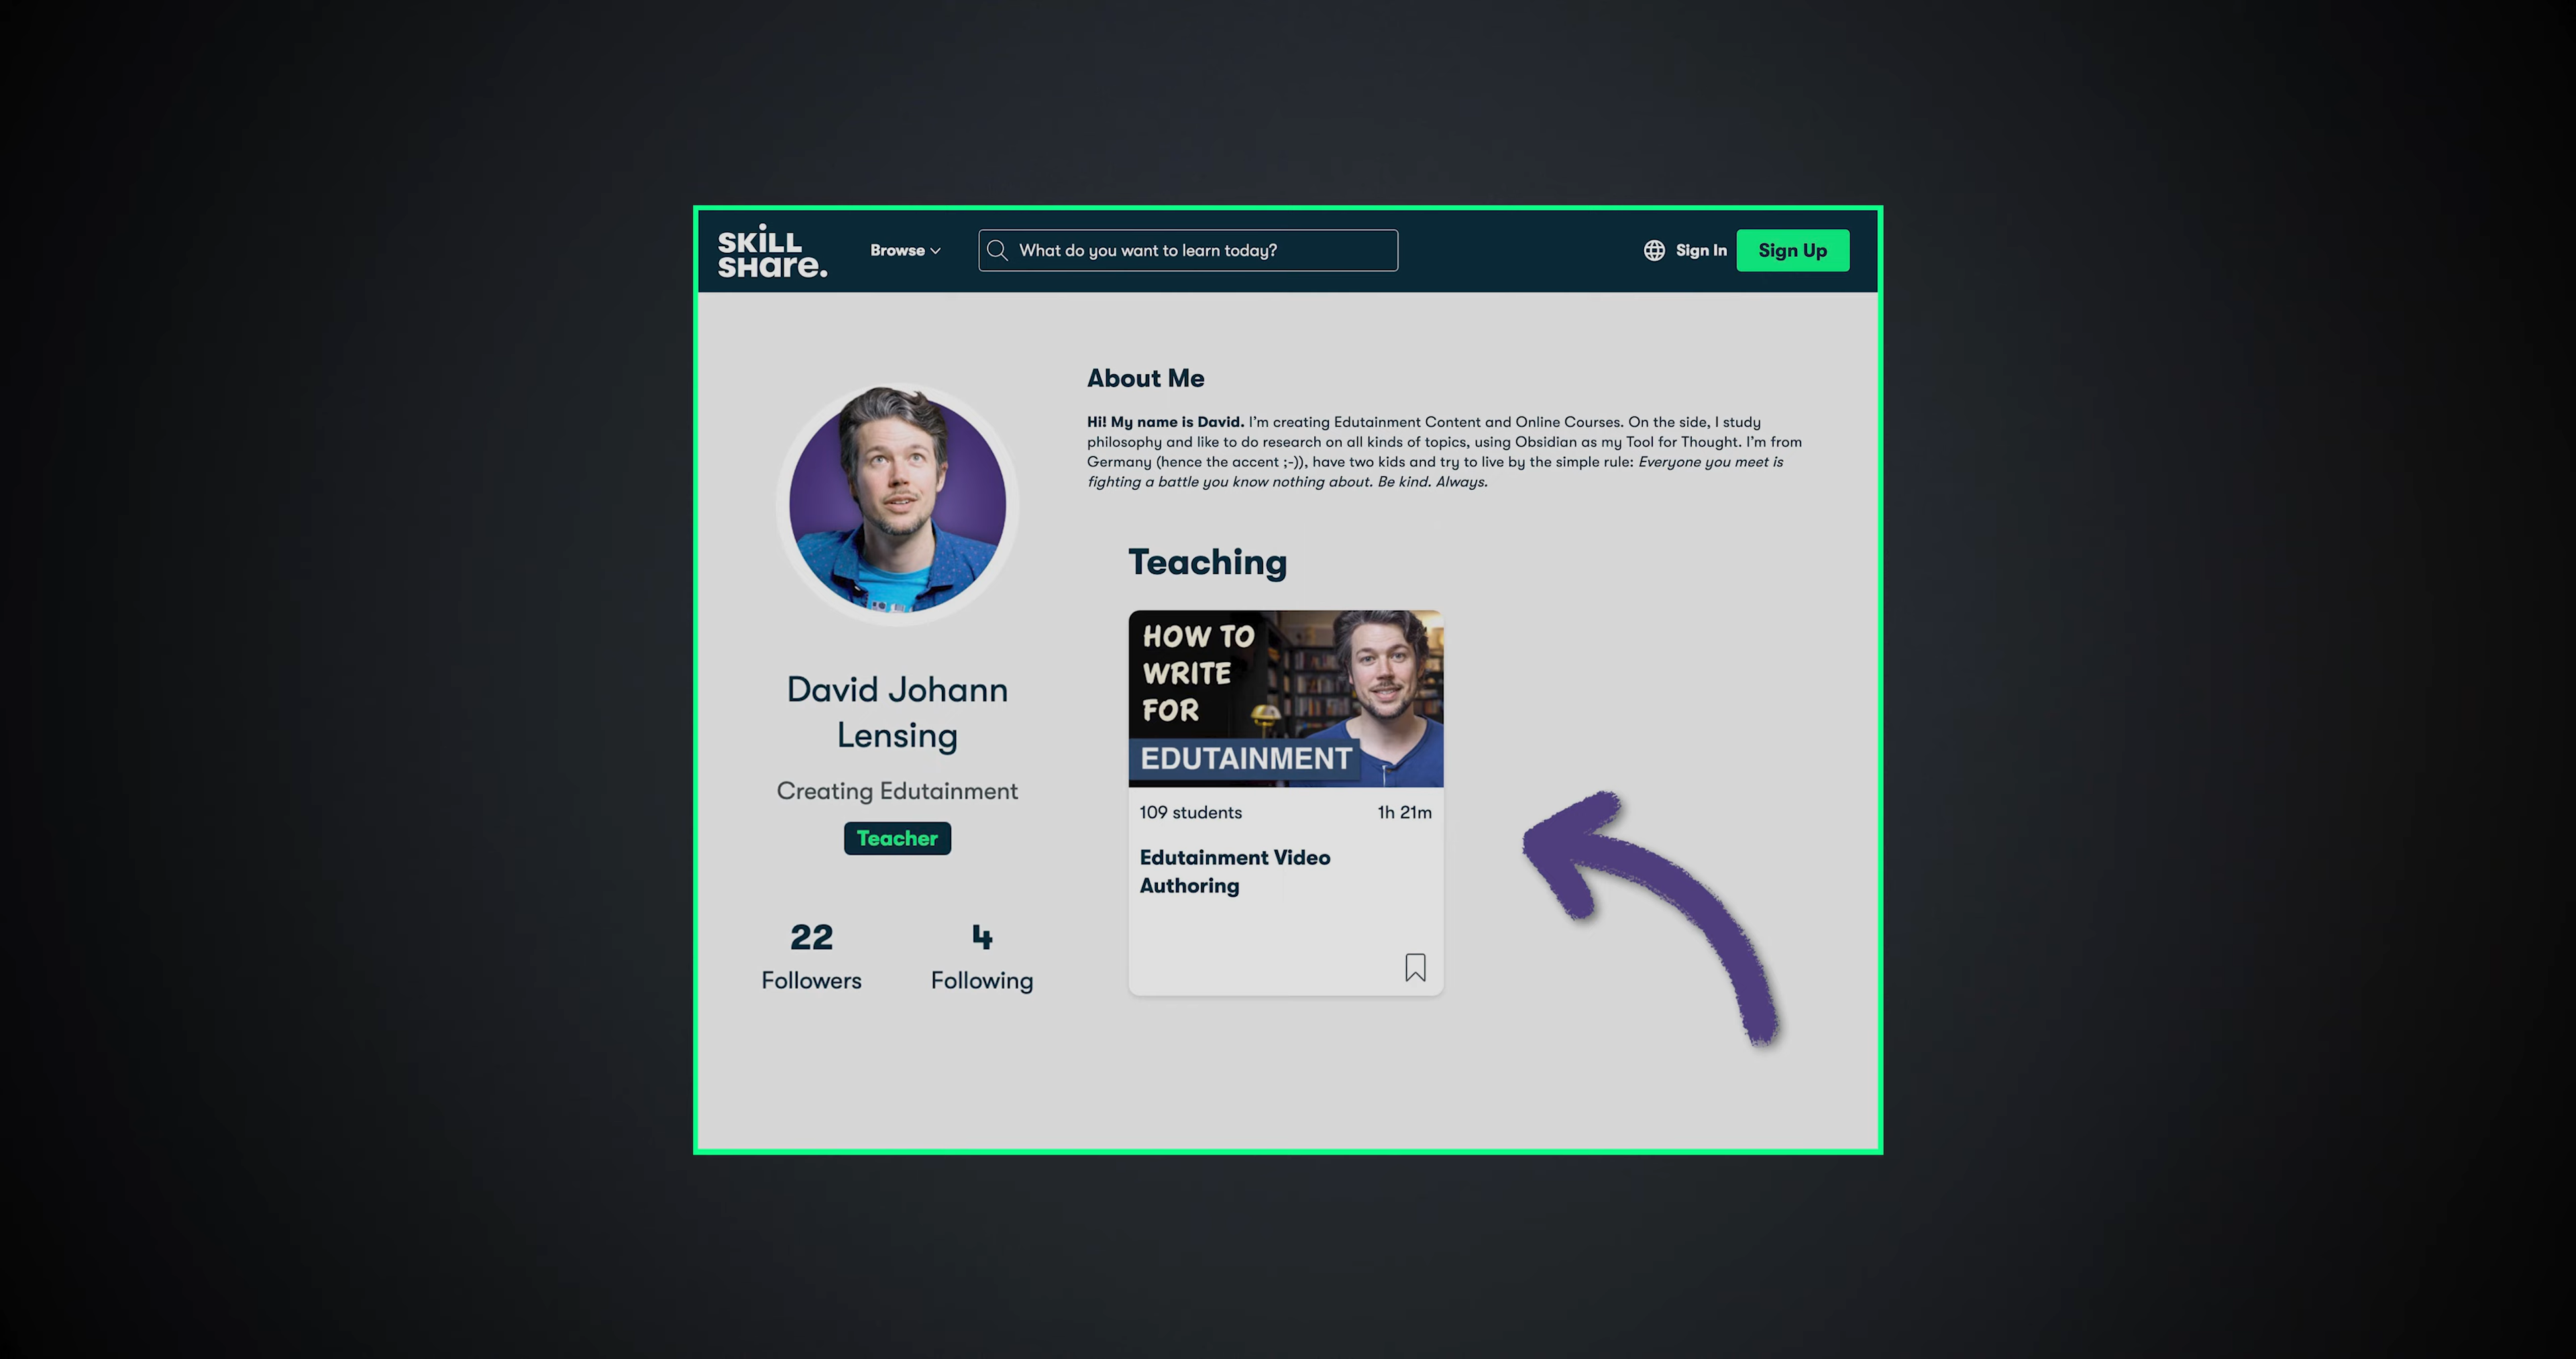 SKiLL
SHare.
Browse
What do you want to learn today?
Sign In
Sign Up
David Johann
Lensing
Creating Edutainment
Teacher
22
Followers
4
Following
About Me
Hi! My name is David. I'm creating Edutainment Content and Online Courses. On the side, I study
philosophy and like to do research on all kinds of topics, using Obsidian as my Tool for Thought. I'm from
Germany (hence the accent ;-)), have two kids and try to live by the simple rule: Everyone you meet is
fighting a battle you know nothing about. Be kind. Always.
Teaching
HOW TO
WRITE
FOR
EDUTAINMENT
109 students
1h 21m
Edutainment Video
Authoring